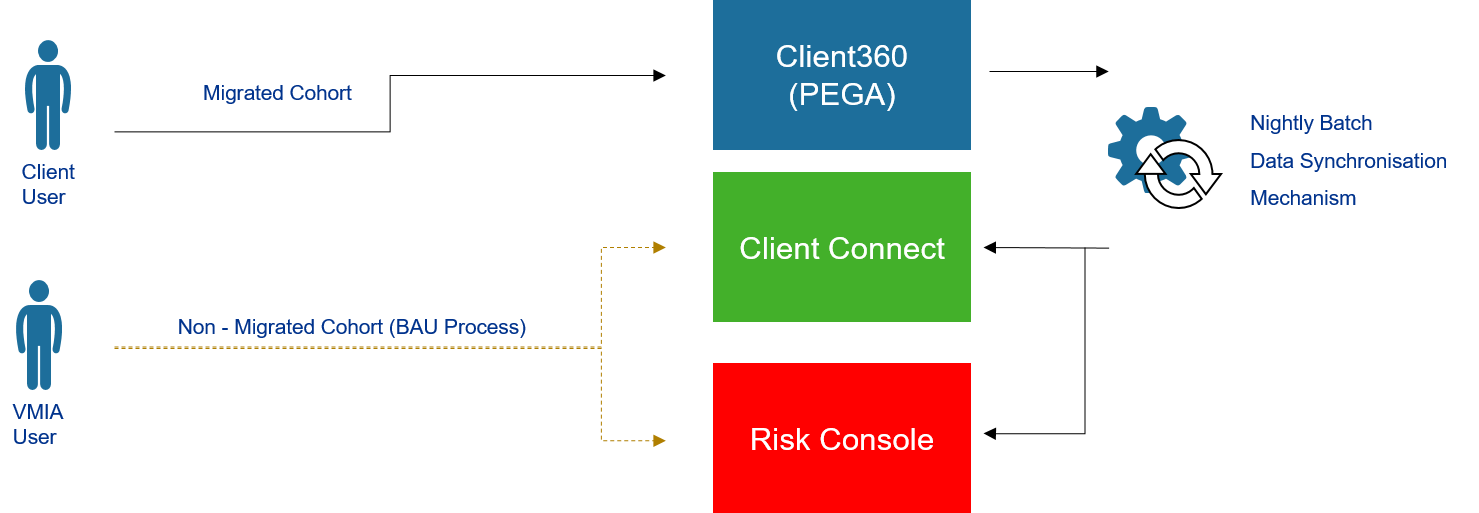 Client360
(PEGA)
Client
User
Migrated Cohort
Nightly Batch
Data Synchronisation
Mechanism
Client Connect
VMIA
User
Non - Migrated Cohort (BAU Process)
Risk Console